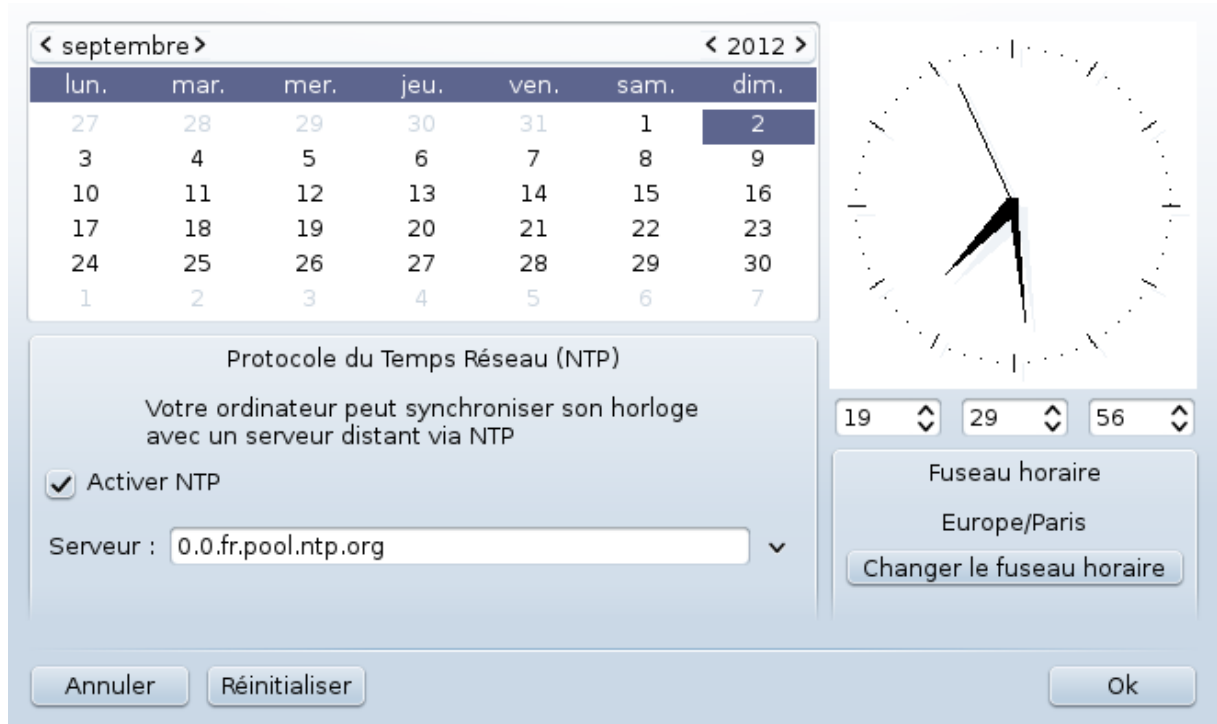 septembre 2012
lun. mar. mer. jeu. ven. sam. dim.
27 28 29 30 31 1 2
3 4 5 6 7 8 9
10 11 12 13 14 15 16
17 18 19 20 21 22 23
24 25 26 27 28 29 30
1 2 3 4 5 6 7
Protocole du Temps Réseau (NTP)
Votre ordinateur peut synchroniser son horloge
avec un serveur distant via NTP
Activer NTP
Serveur : 0.0.fr.pool.ntp.org
19 29 56
Fuseau horaire
Europe/Paris
Changer le fuseau horaire
Annuler Réinitialiser Ok